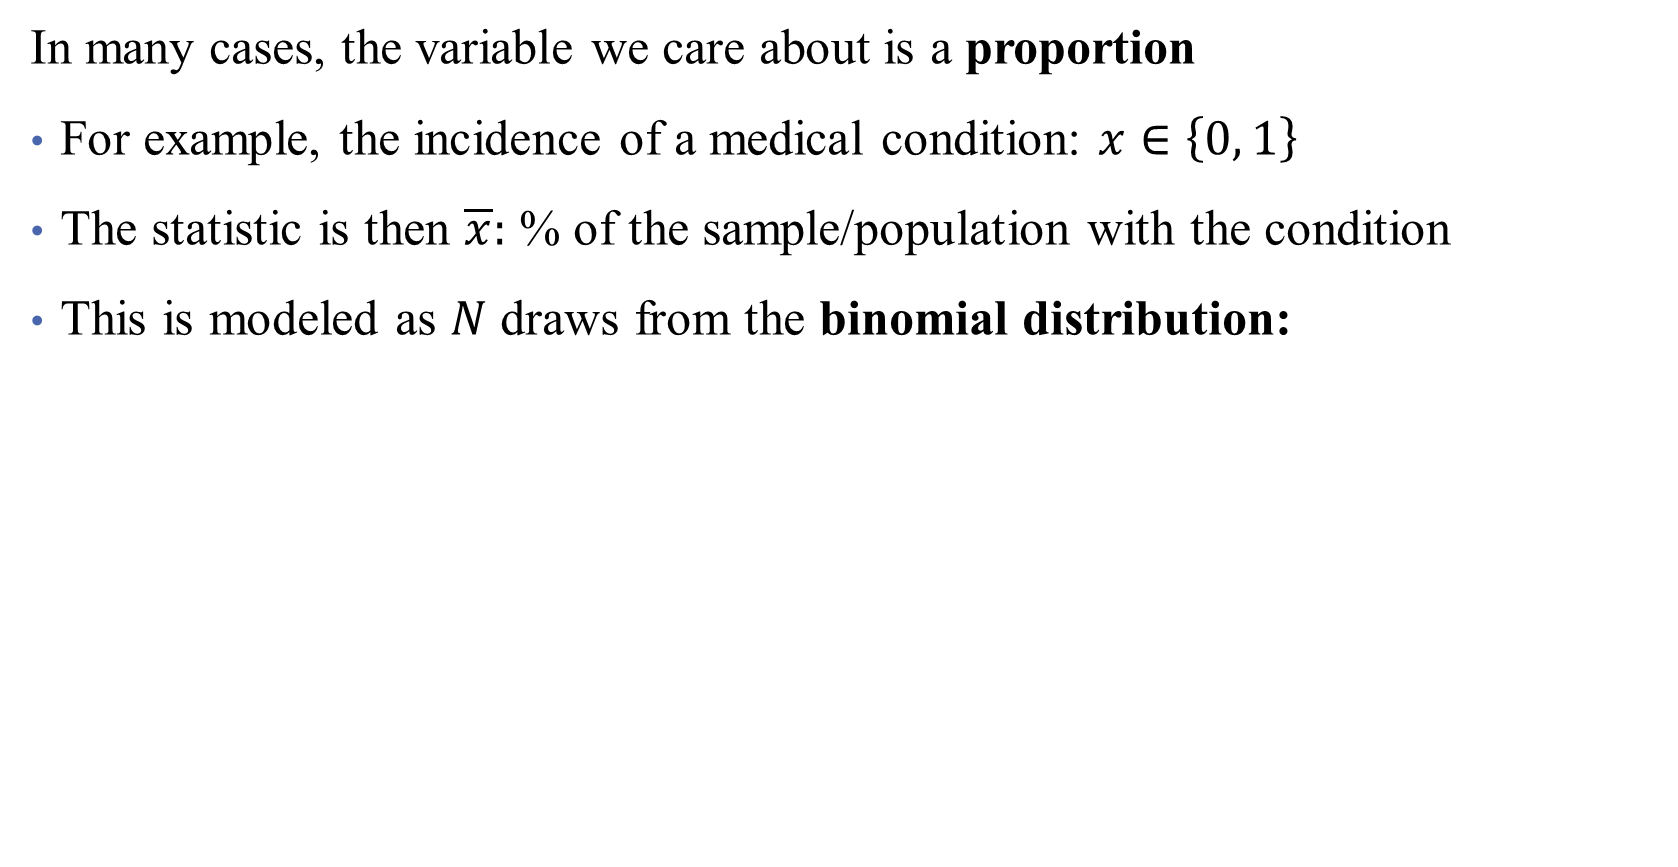 In many cases, the variable we care about is a proportion
• For example, the incidence of a medical condition: x ∈ {0, 1}
• The statistic is then x̅: % of the sample/population with the condition
• This is modeled as N draws from the binomial distribution: